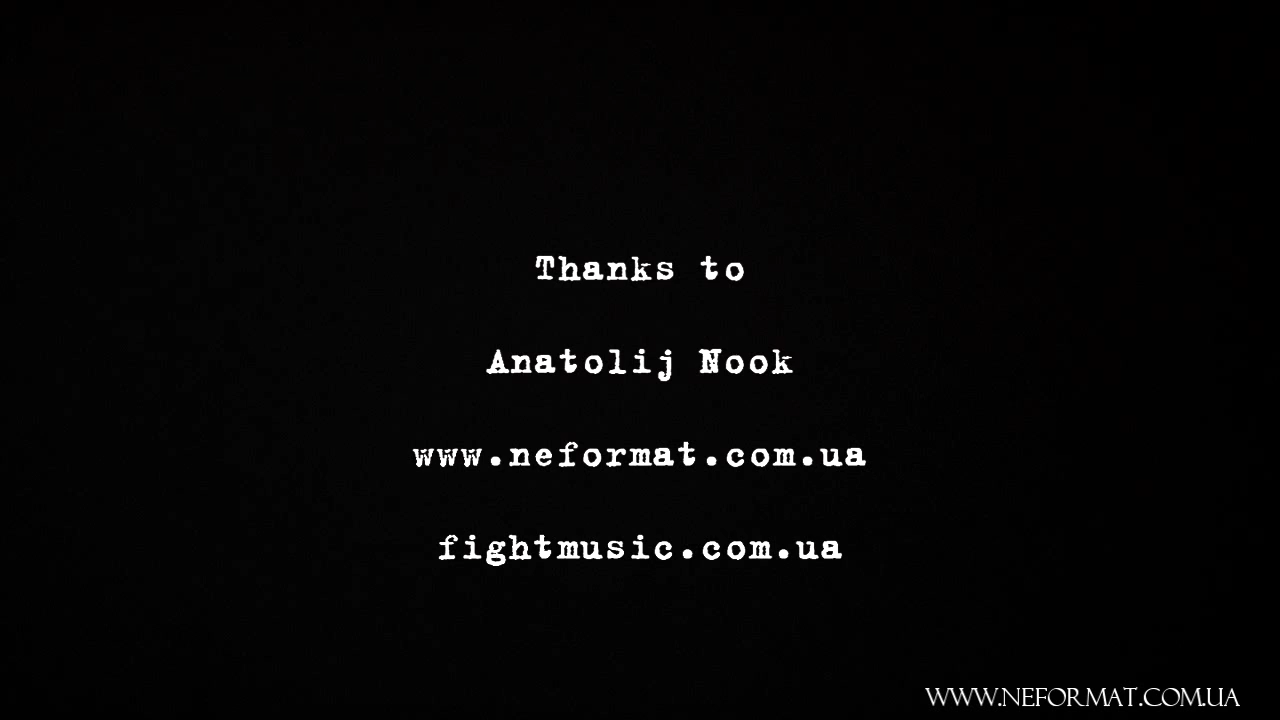 Thanks to
Anatolij Nook
www.neformat.com.ua
fightmusic.com.ua
WWW.NEFORMAT.COM.UA